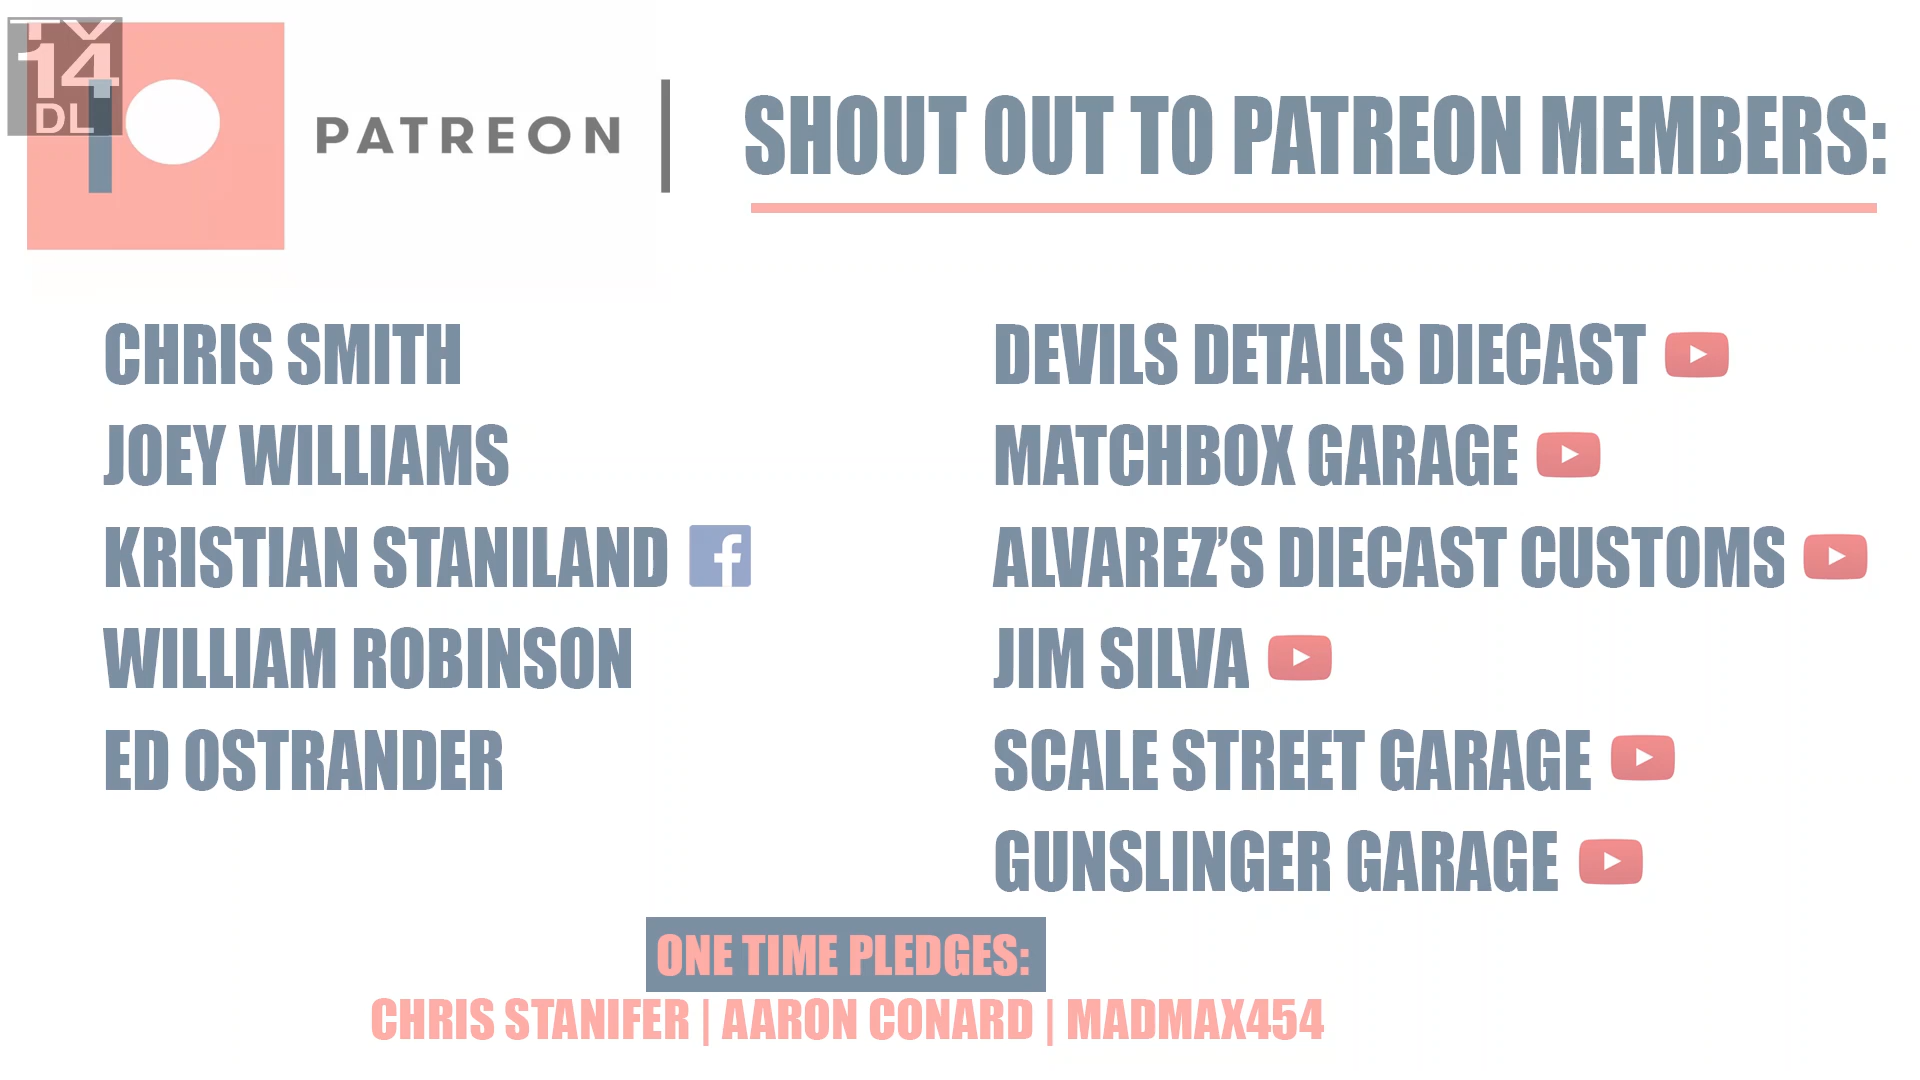 TV
14
DL
PATREON
SHOUT OUT TO PATREON MEMBERS:
CHRIS SMITH
JOEY WILLIAMS
KRISTIAN STANILAND f
WILLIAM ROBINSON
ED OSTRANDER
DEVILS DETAILS DIECAST
MATCHBOX GARAGE
ALVAREZ’S DIECAST CUSTOMS
JIM SILVA
SCALE STREET GARAGE
GUNSLINGER GARAGE
ONE TIME PLEDGES:
CHRIS STANIFER | AARON CONARD | MADMAX454